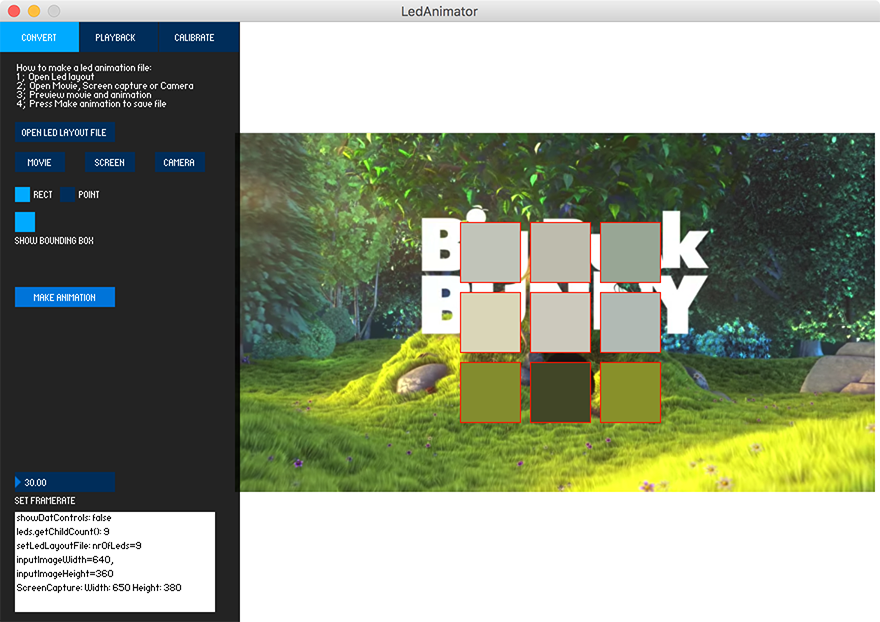 LedAnimator
CONVERT
PLAYBACK
CALIBRATE
How to make a led animation file:
1; Open Led layout
2; Open Movie, Screen capture or Camera
3; Preview movie and animation
4; Press Make animation to save file
OPEN LED LAYOUT FILE
MOVIE
SCREEN
CAMERA
RECT
POINT
SHOW BOUNDING BOX
MAKE ANIMATION
30.00
SET FRAMERATE
showDatControls: false
leds.getChildCount(): 9
setLedLayoutFile: nrOfLeds=9
inputImageWidth=640,
inputImageHeight=360
ScreenCapture: Width: 650 Height: 380